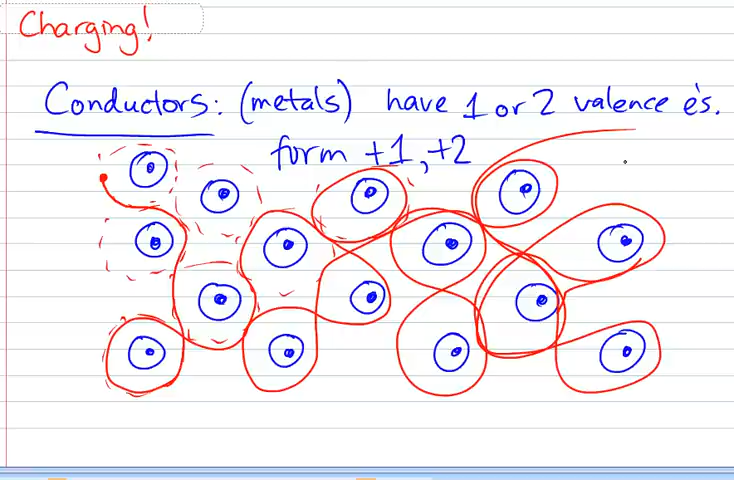 Charging!
Conductors: (metals) have 1 or 2 valence e's.
form +1, +2